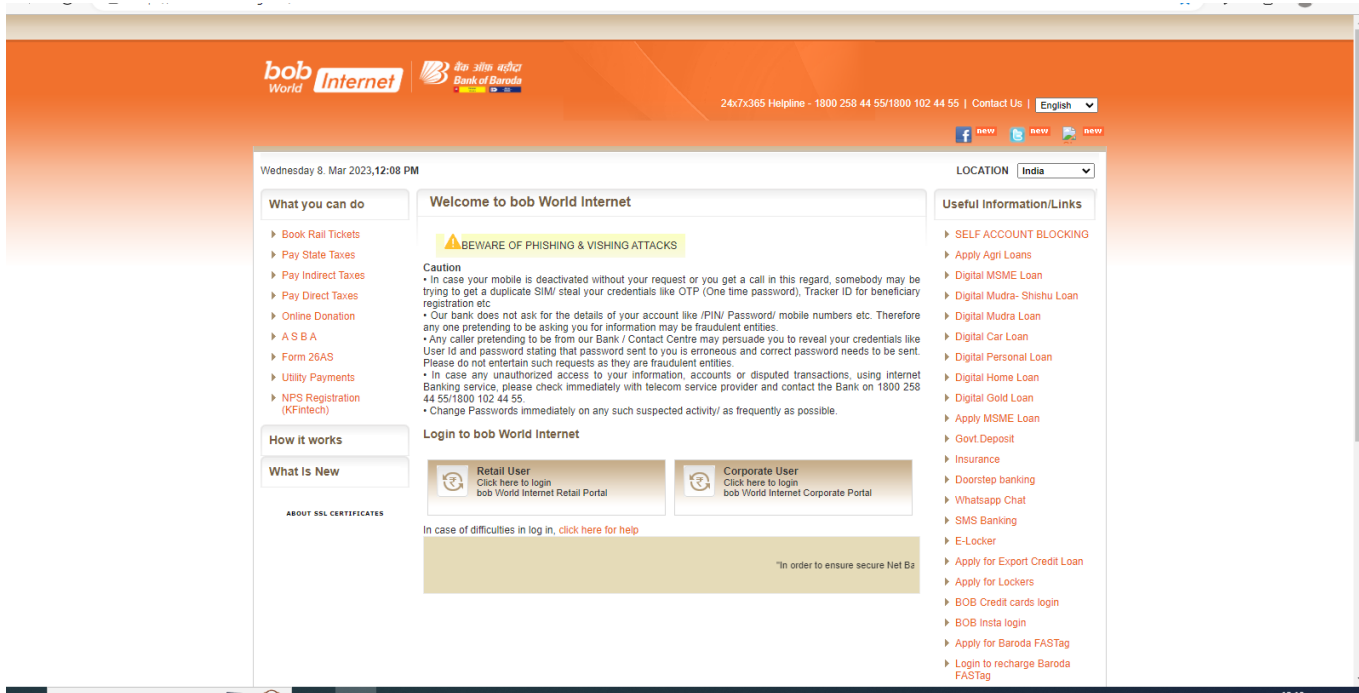 bob
World
Internet
बैंक ऑफ़ बड़ौदा
Bank of Baroda
24x7x365 Helpline - 1800 258 44 55/1800 102 44 55 | Contact Us | English
new
new
new
Wednesday 8. Mar 2023,12:08 PM
LOCATION India
What you can do
Book Rail Tickets
Pay State Taxes
Pay Indirect Taxes
Pay Direct Taxes
Online Donation
A S B A
Form 26AS
Utility Payments
NPS Registration
(KFintech)
How it works
What Is New
ABOUT SSL CERTIFICATES
Welcome to bob World Internet
BEWARE OF PHISHING & VISHING ATTACKS
Caution
• In case your mobile is deactivated without your request or you get a call in this regard, somebody may be
trying to get a duplicate SIM/ steal your credentials like OTP (One time password), Tracker ID for beneficiary
registration etc
• Our bank does not ask for the details of your account like /PIN/ Password/ mobile numbers etc. Therefore
any one pretending to be asking you for information may be fraudulent entities.
• Any caller pretending to be from our Bank / Contact Centre may persuade you to reveal your credentials like
User Id and password stating that password sent to you is erroneous and correct password needs to be sent.
Please do not entertain such requests as they are fraudulent entities.
• In case any unauthorized access to your information, accounts or disputed transactions, using internet
Banking service, please check immediately with telecom service provider and contact the Bank on 1800 258
44 55/1800 102 44 55.
• Change Passwords immediately on any such suspected activity/ as frequently as possible.
Login to bob World Internet
Retail User
Click here to login
bob World Internet Retail Portal
Corporate User
Click here to login
bob World Internet Corporate Portal
In case of difficulties in log in, click here for help
"In order to ensure secure Net Ba
Useful Information/Links
SELF ACCOUNT BLOCKING
Apply Agri Loans
Digital MSME Loan
Digital Mudra- Shishu Loan
Digital Mudra Loan
Digital Car Loan
Digital Personal Loan
Digital Home Loan
Digital Gold Loan
Apply MSME Loan
Govt.Deposit
Insurance
Doorstep banking
Whatsapp Chat
SMS Banking
E-Locker
Apply for Export Credit Loan
Apply for Lockers
BOB Credit cards login
BOB Insta login
Apply for Baroda FASTag
Login to recharge Baroda
FASTag